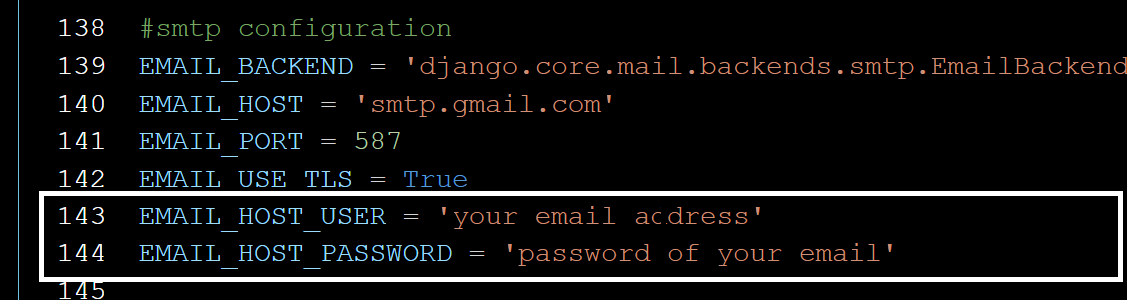 138 #smtp configuration
139 EMAIL_BACKEND = 'django.core.mail.backends.smtp.EmailBackend
140 EMAIL_HOST = 'smtp.gmail.com'
141 EMAIL_PORT = 587
142 EMAIL_USE_TLS = True
143 EMAIL_HOST_USER = 'your email address'
144 EMAIL_HOST_PASSWORD = 'password of your email'
145